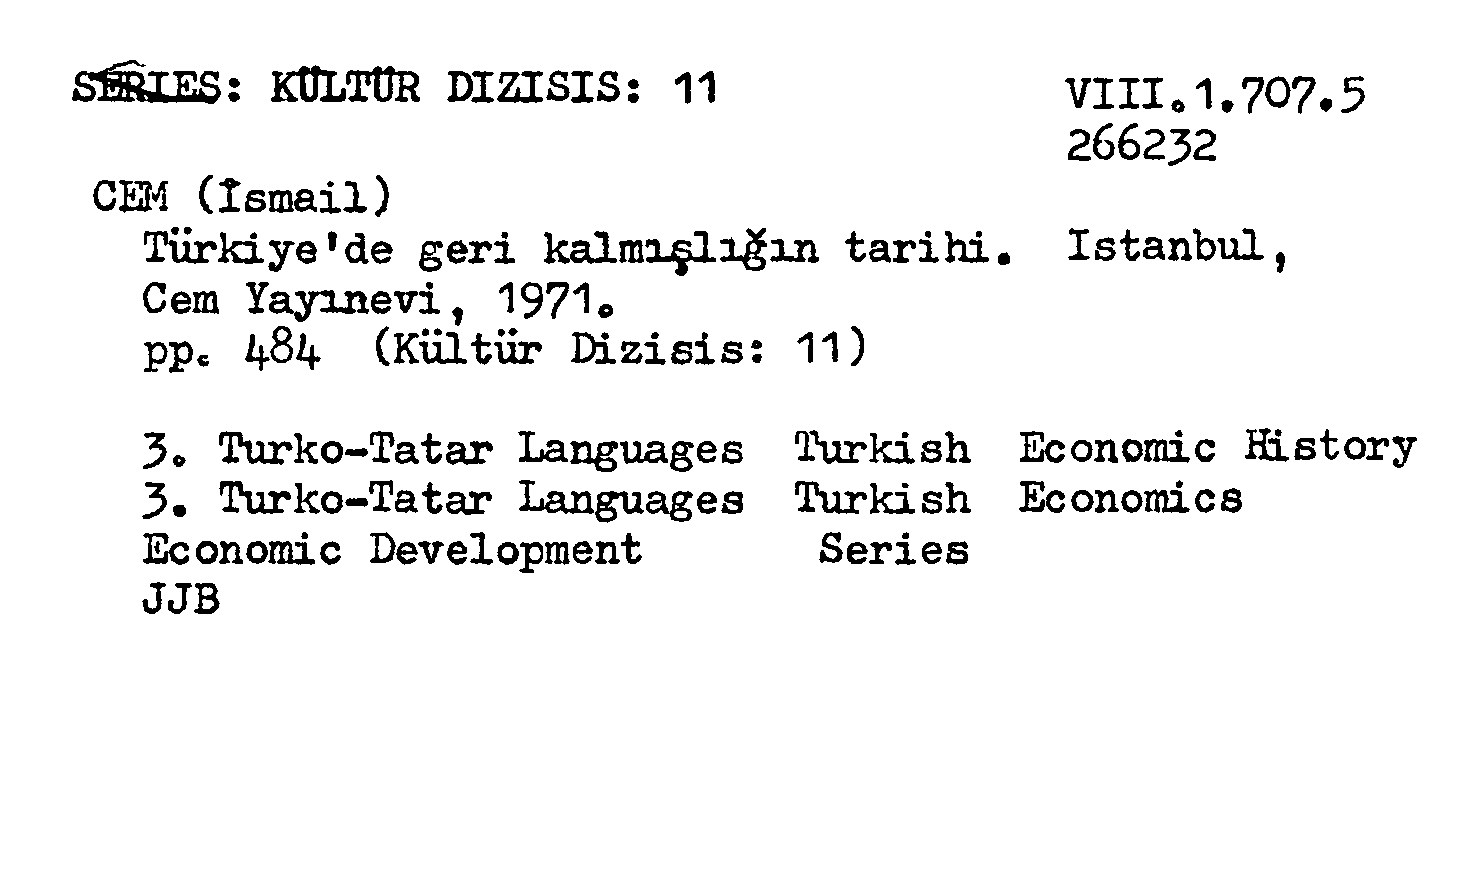 SERIES: KÜLTÜR DIZISIS: 11
VIII.1.707.5
266232
CEM (İsmail)
Türkiye'de geri kalmışlığın tarihi. Istanbul,
Cem Yayınevi, 1971.
pp. 484 (Kültür Dizisis: 11)
3. Turko-Tatar Languages Turkish Economic History
3. Turko-Tatar Languages Turkish Economics
Economic Development Series
JJB